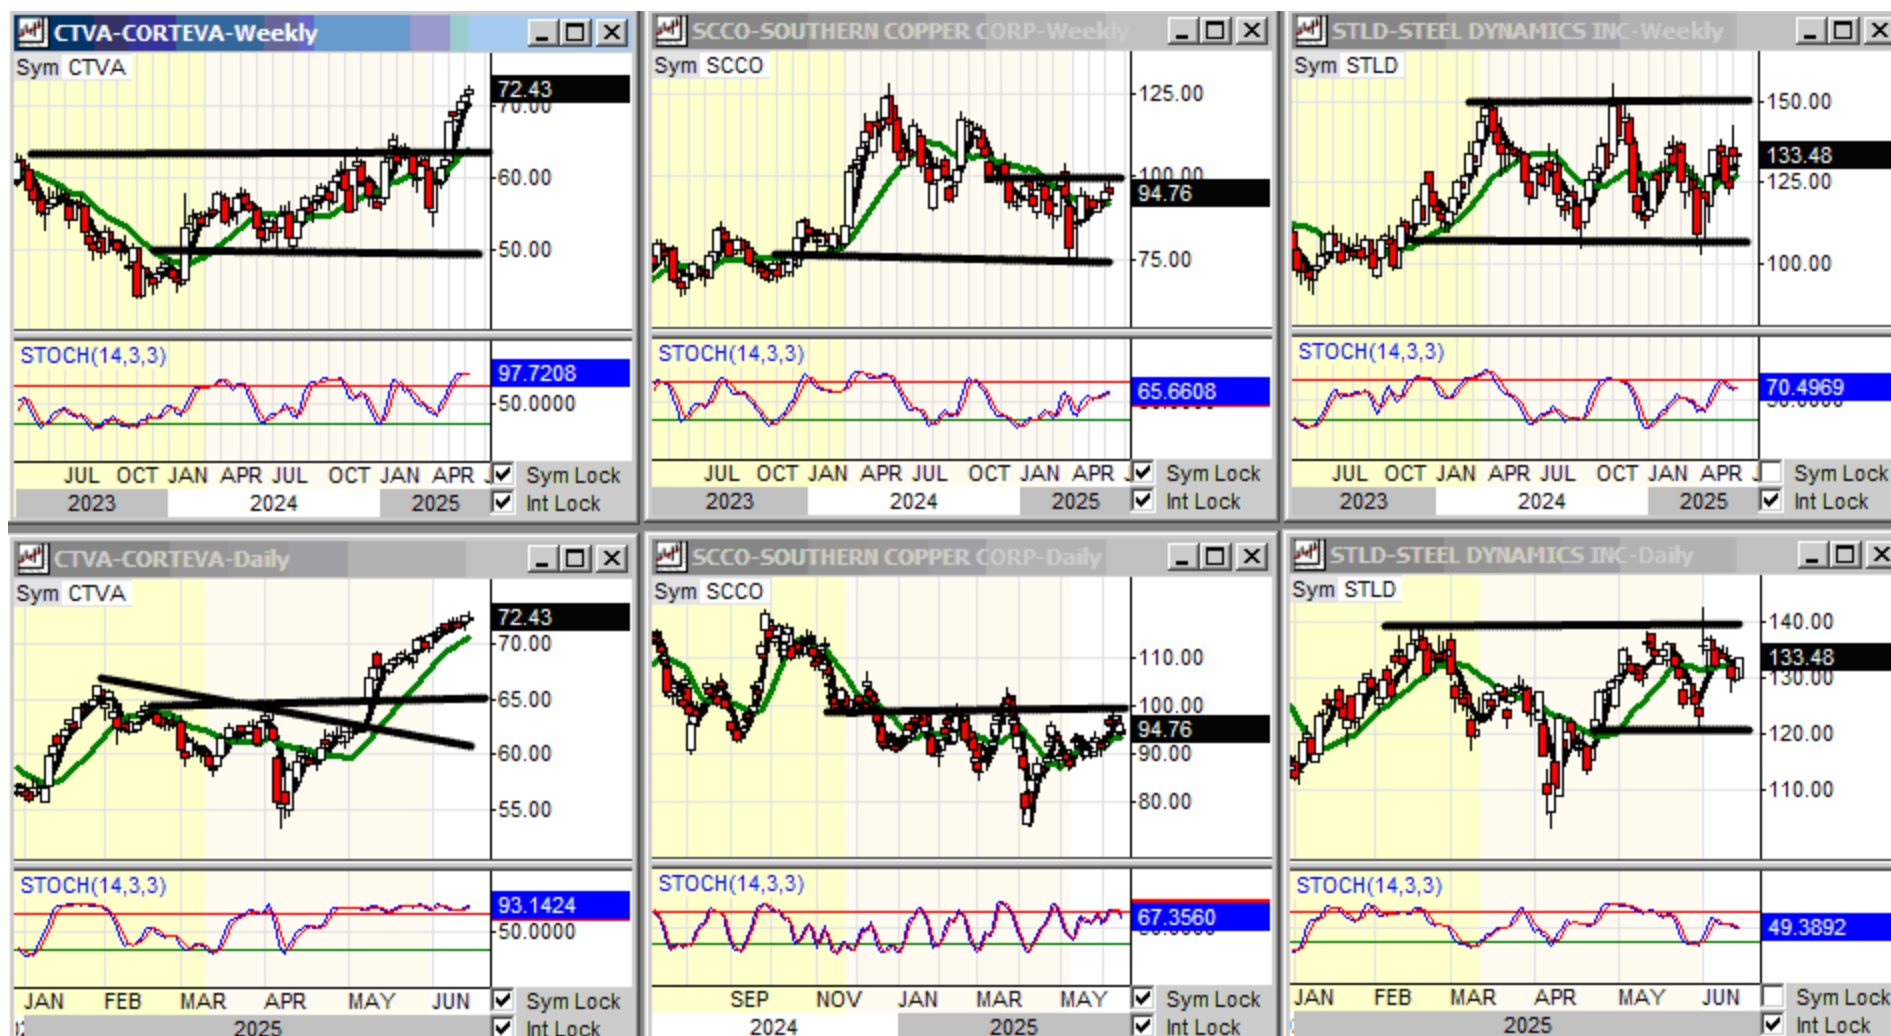 CTVA-CORTEVA-Weekly
Sym CTVA
72.43
70.00
60.00
50.00
STOCH(14,3,3)
97.7208
50.0000
JUL OCT JAN APR JUL OCT JAN APR J
2023 2024 2025
Sym Lock
Int Lock
SCCO-SOUTHERN COPPER CORP-Weekly
Sym SCCO
125.00
100.00
94.76
75.00
STOCH(14,3,3)
65.6608
JUL OCT JAN APR JUL OCT JAN APR J
2023 2024 2025
Sym Lock
Int Lock
STLD-STEEL DYNAMICS INC-Weekly
Sym STLD
150.00
133.48
125.00
100.00
STOCH(14,3,3)
70.4969
50.0000
JUL OCT JAN APR JUL OCT JAN APR J
2023 2024 2025
Sym Lock
Int Lock
CTVA-CORTEVA-Daily
Sym CTVA
72.43
70.00
65.00
60.00
55.00
STOCH(14,3,3)
93.1424
50.0000
JAN FEB MAR APR MAY JUN
2025
Sym Lock
Int Lock
SCCO-SOUTHERN COPPER CORP-Daily
Sym SCCO
110.00
100.00
94.76
90.00
80.00
STOCH(14,3,3)
67.3560
SEP NOV JAN MAR MAY
2024 2025
Sym Lock
Int Lock
STLD-STEEL DYNAMICS INC-Daily
Sym STLD
140.00
133.48
130.00
120.00
110.00
STOCH(14,3,3)
49.3892
JAN FEB MAR APR MAY JUN
2025
Sym Lock
Int Lock